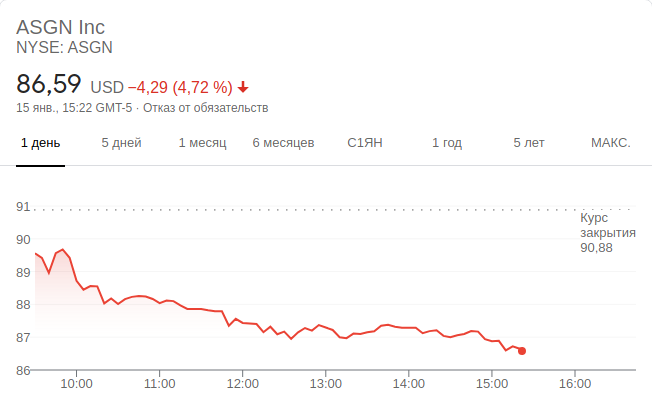 ASGN Inc
NYSE: ASGN
86,59 USD −4,29 (4,72 %)
15 янв., 15:22 GMT-5 · Отказ от обязательств
1 день 5 дней 1 месяц 6 месяцев С1ЯН 1 год 5 лет МАКС.
91
Курс
закрытия
90,88
90
89
88
87
86
10:00 11:00 12:00 13:00 14:00 15:00 16:00